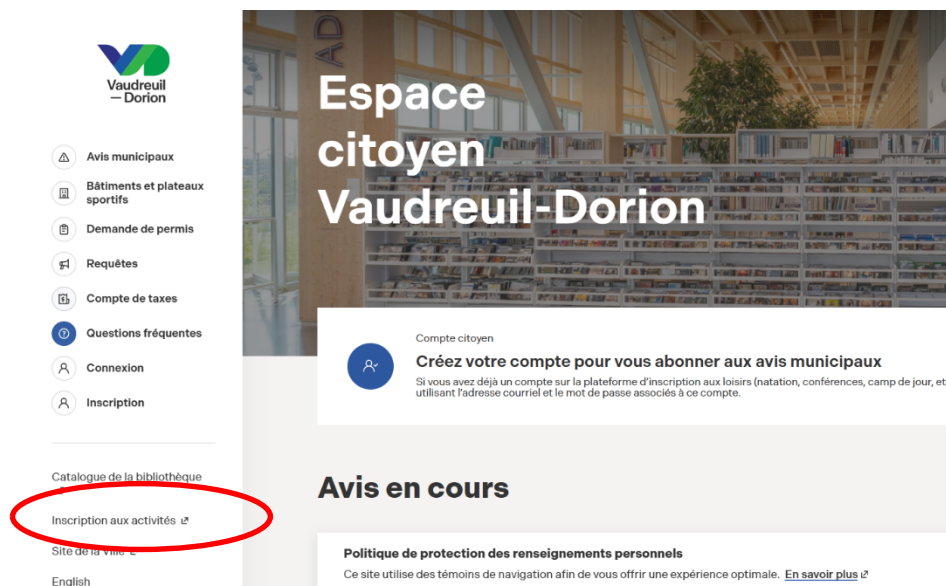 Vaudreuil
— Dorion
Avis municipaux
Bâtiments et plateaux
sportifs
Demande de permis
Requêtes
Compte de taxes
Questions fréquentes
Connexion
Inscription
Catalogue de la bibliothèque
Inscription aux activités
Site de la Ville
English
AD
Espace
citoyen
Vaudreuil-Dorion
Compte citoyen
Créez votre compte pour vous abonner aux avis municipaux
Si vous avez déjà un compte sur la plateforme d'inscription aux loisirs (natation, conférences, camp de jour, et
utilisant l'adresse courriel et le mot de passe associés à ce compte.
Avis en cours
Politique de protection des renseignements personnels
Ce site utilise des témoins de navigation afin de vous offrir une expérience optimale. En savoir plus